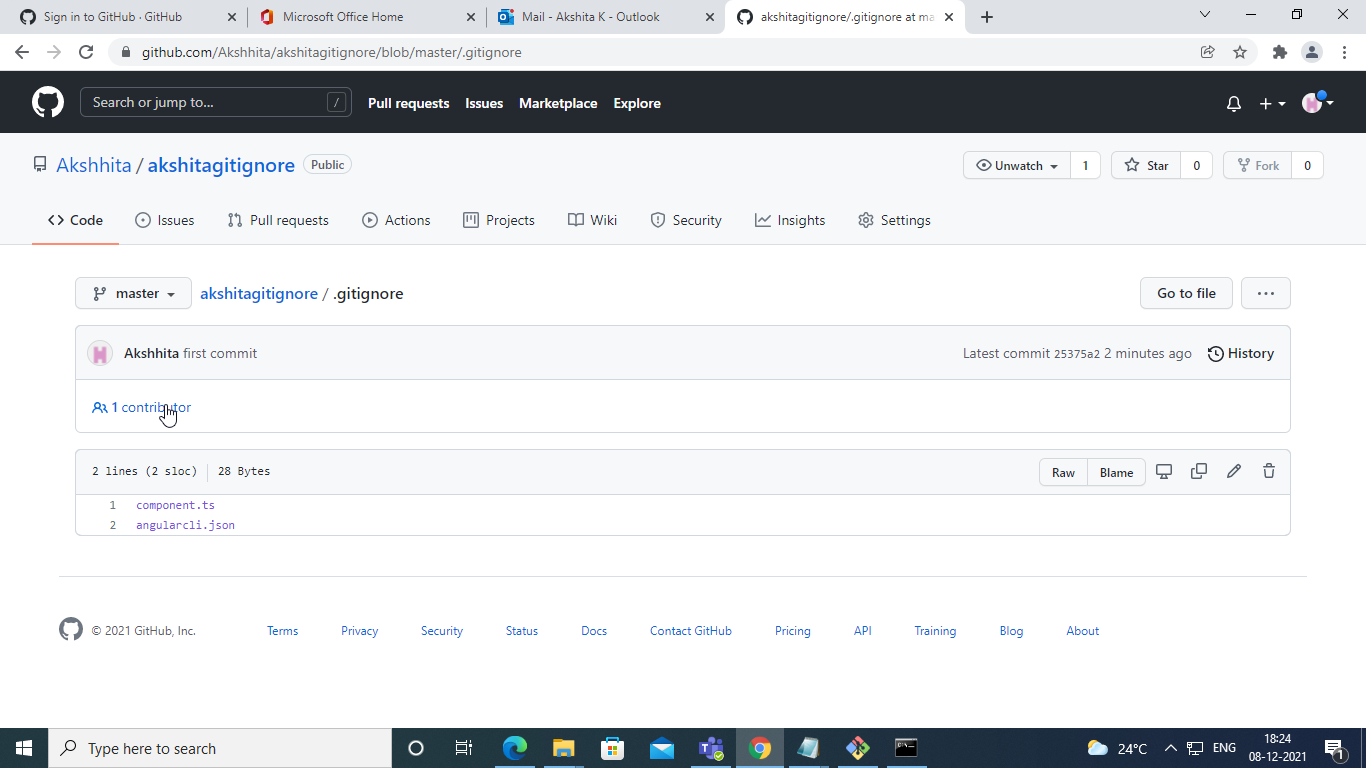 Sign in to GitHub · GitHub
Microsoft Office Home
Mail - Akshita K - Outlook
akshitagitignore/.gitignore at ma
github.com/Akshhita/akshitagitignore/blob/master/.gitignore
Search or jump to...
/
Pull requests
Issues
Marketplace
Explore
Akshhita / akshitagitignore
Public
Unwatch
1
Star
0
Fork
0
Code
Issues
Pull requests
Actions
Projects
Wiki
Security
Insights
Settings
master
akshitagitignore / .gitignore
Go to file
Akshhita first commit
Latest commit 25375a2 2 minutes ago
History
1 contributor
2 lines (2 sloc)
28 Bytes
Raw
Blame
1 component.ts
2 angularcli.json
© 2021 GitHub, Inc.
Terms
Privacy
Security
Status
Docs
Contact GitHub
Pricing
API
Training
Blog
About
Type here to search
24°C
ENG
18:24
08-12-2021
1